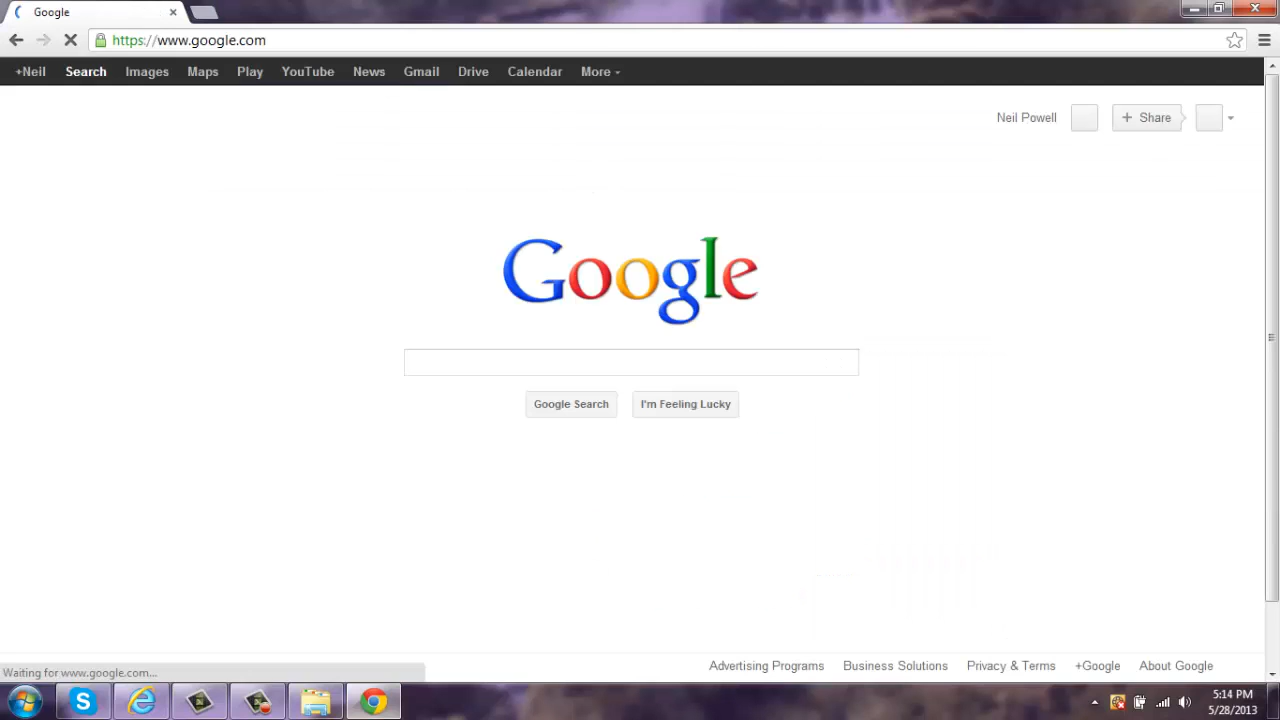 Google
https://www.google.com
+Neil Search Images Maps Play YouTube News Gmail Drive Calendar More
Neil Powell + Share
Google
Google Search I'm Feeling Lucky
Advertising Programs Business Solutions Privacy & Terms +Google About Google
Waiting for www.google.com...
5:14 PM
5/28/2013